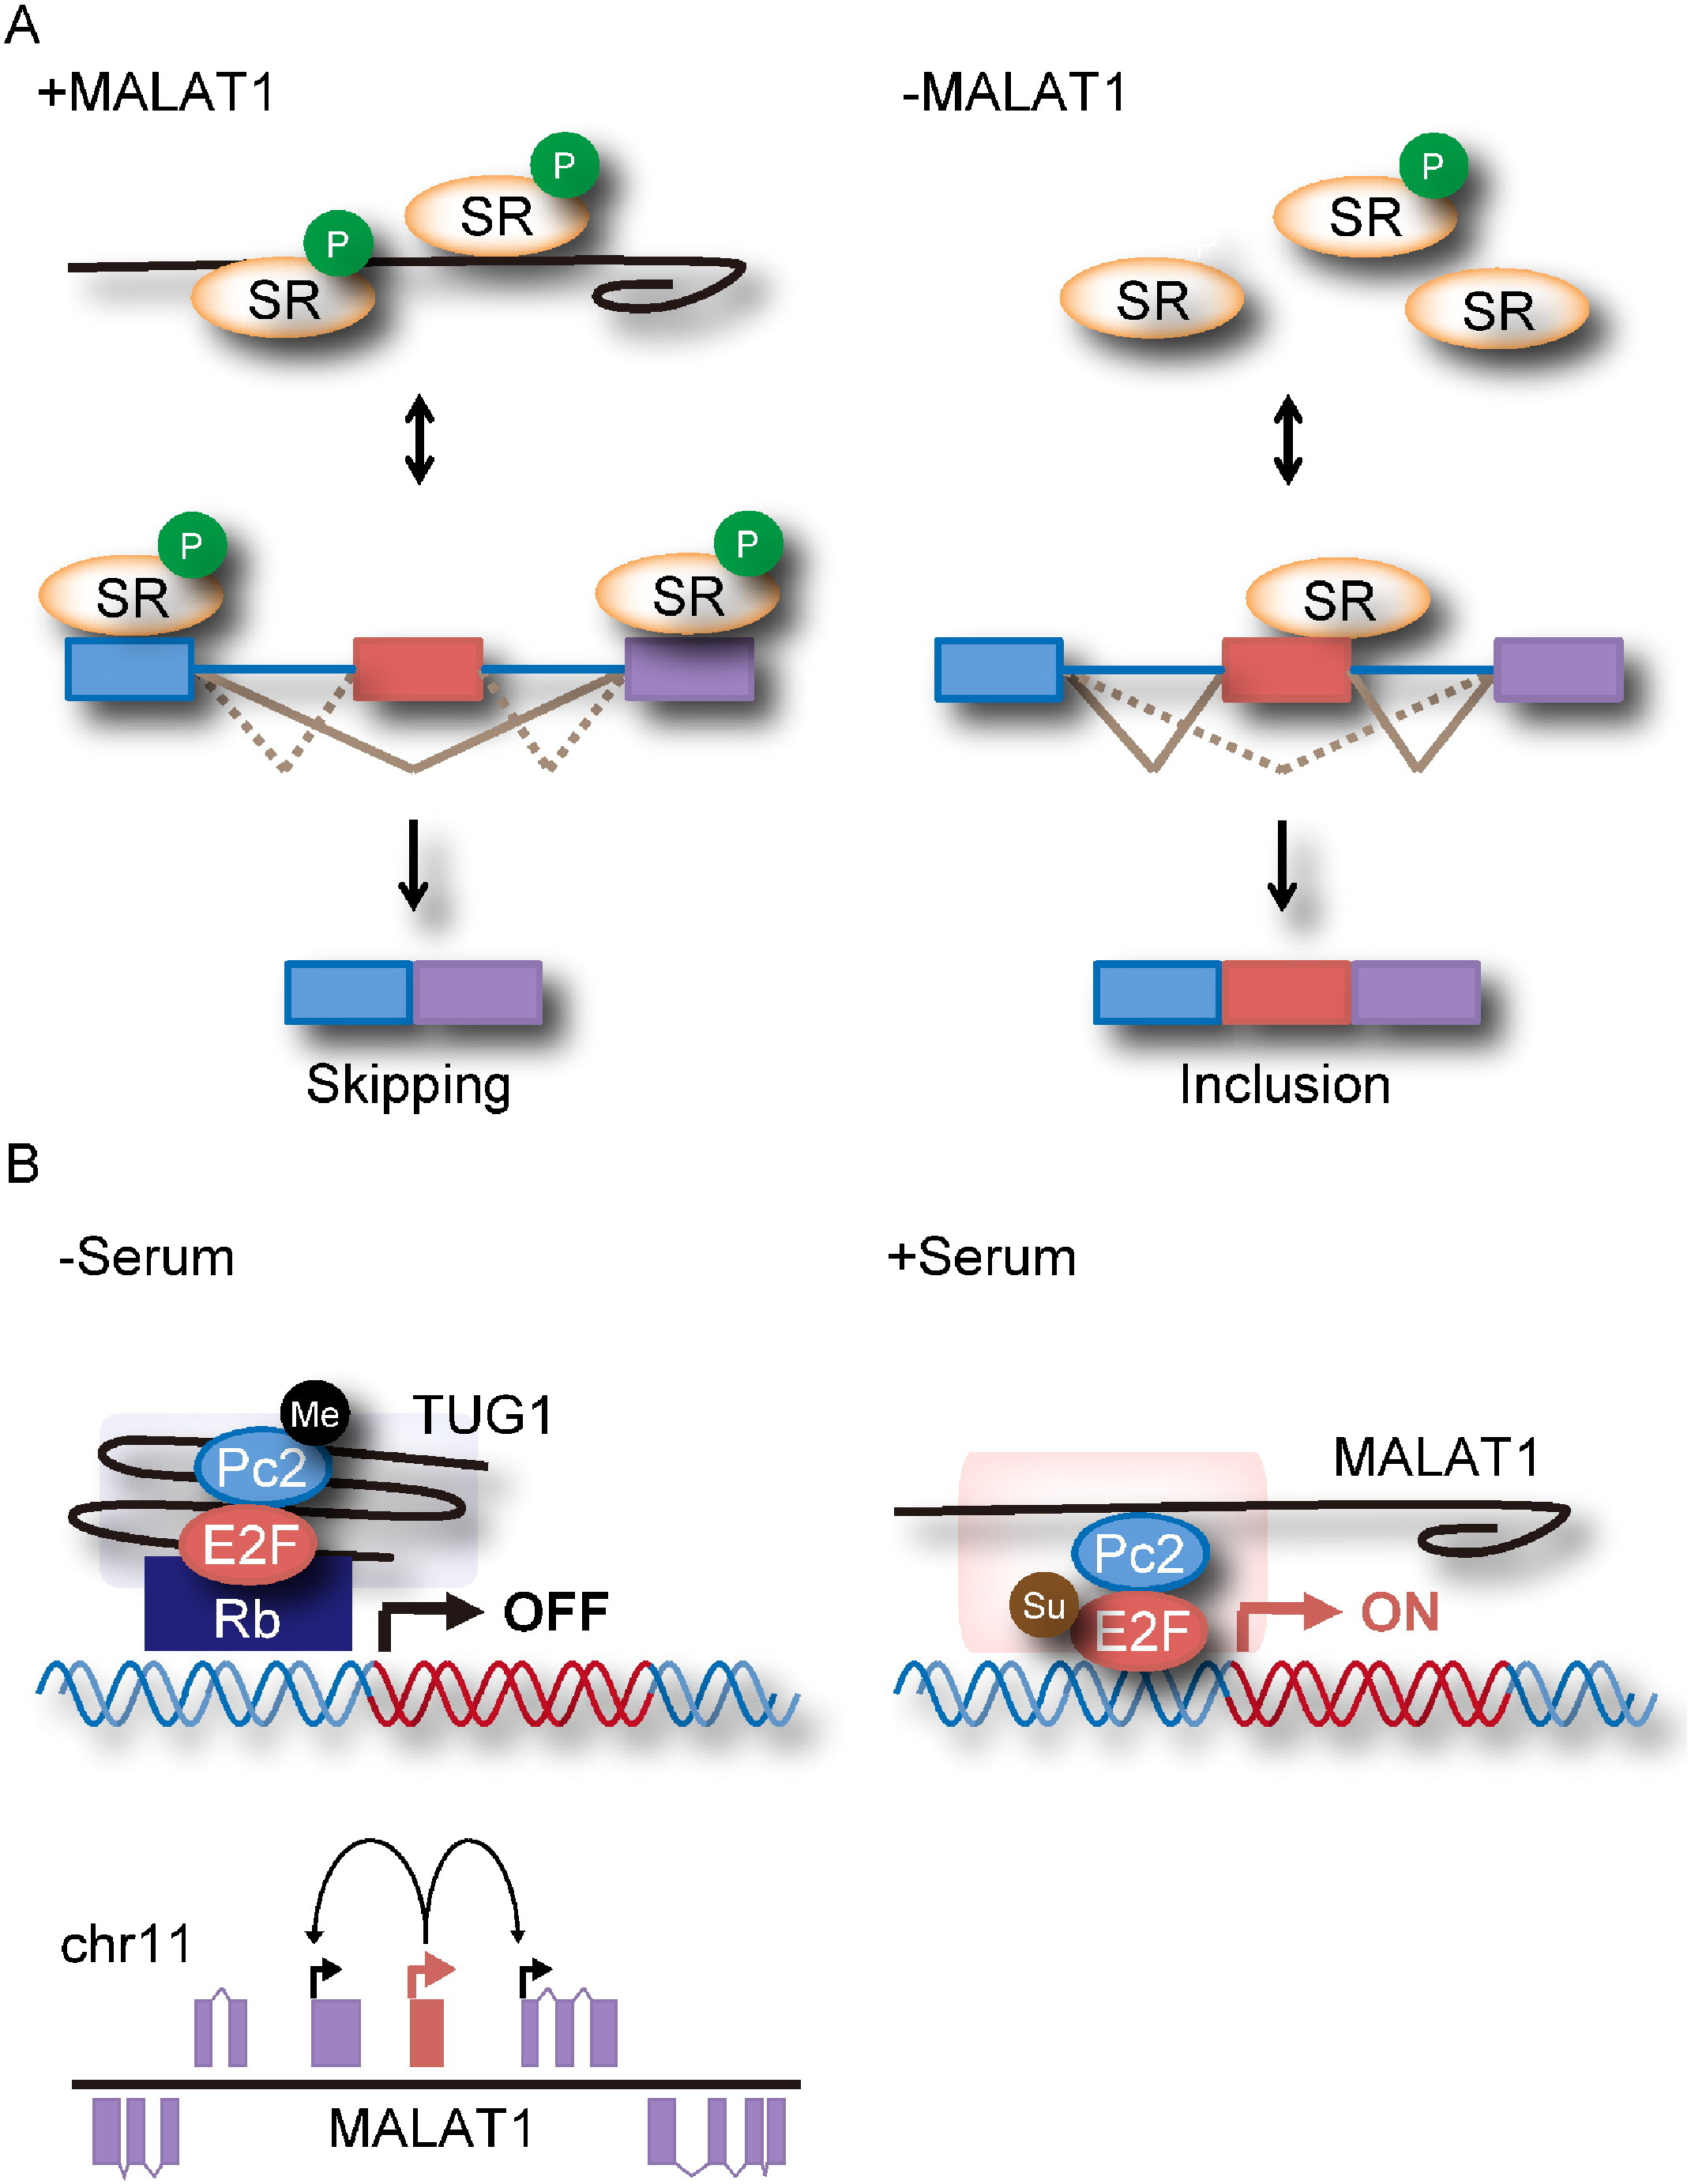 A
+MALAT1
-MALAT1
P
P
P
SR
SR
SR
P
SR
SR
SR
P
P
SR
SR
SR
Skipping
Inclusion
B
-Serum
+Serum
Me
TUG1
Pc2
MALAT1
E2F
Pc2
Rb
OFF
Su
E2F
ON
chr11
MALAT1